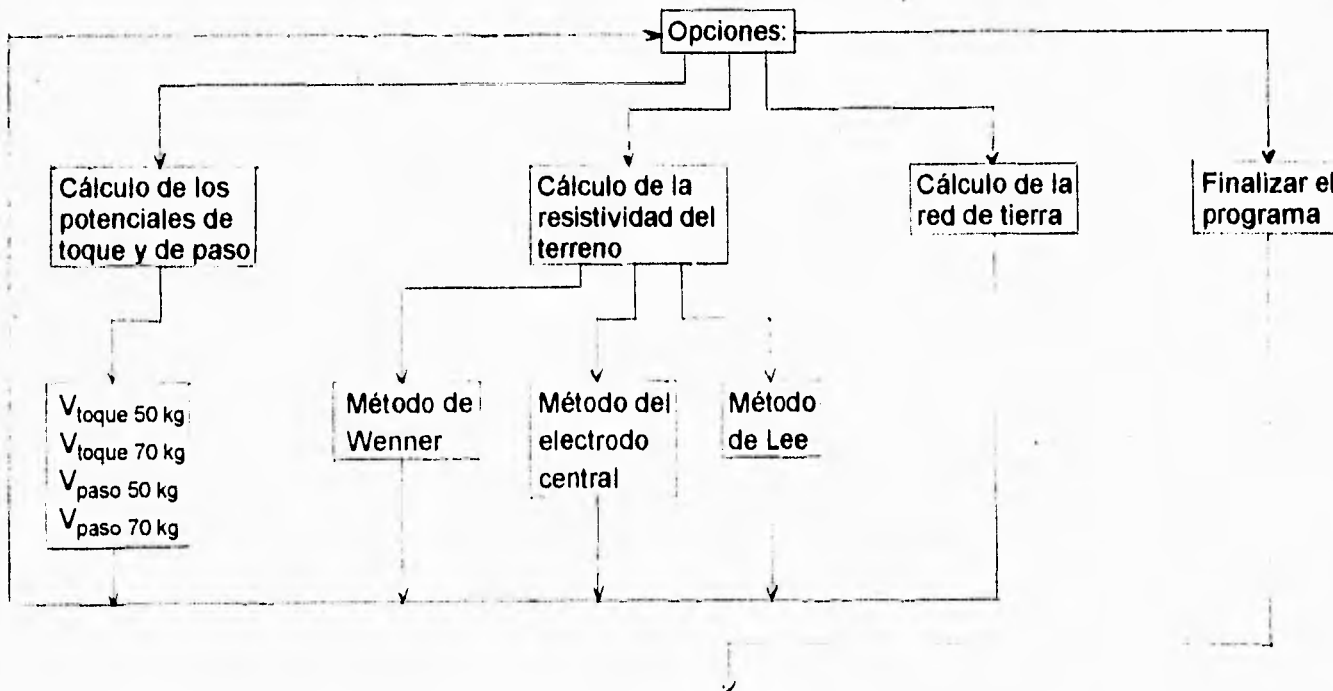 Opciones:
Cálculo de los
potenciales de
toque y de paso
Cálculo de la
resistividad del
terreno
Cálculo de la
red de tierra
Finalizar el
programa
V toque 50 kg
V toque 70 kg
V paso 50 kg
V paso 70 kg
Método de
Wenner
Método del
electrodo
central
Método
de Lee